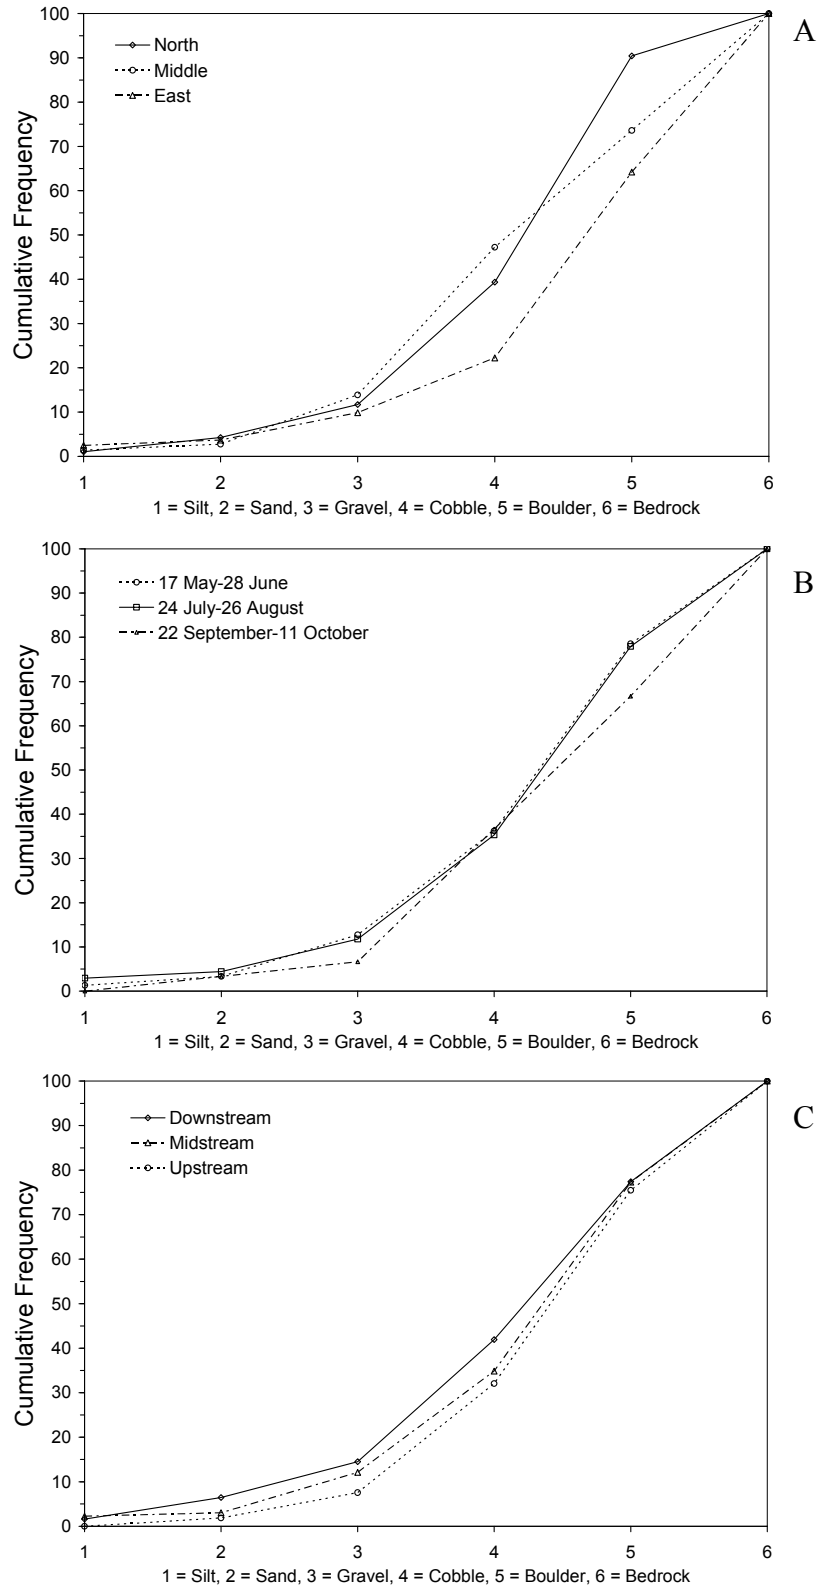 A
100
90
80
70
60
50
40
30
20
10
0
Cumulative Frequency
North
Middle
East
1 2 3 4 5 6
1 = Silt, 2 = Sand, 3 = Gravel, 4 = Cobble, 5 = Boulder, 6 = Bedrock
B
100
90
80
70
60
50
40
30
20
10
0
Cumulative Frequency
17 May-28 June
24 July-26 August
22 September-11 October
1 2 3 4 5 6
1 = Silt, 2 = Sand, 3 = Gravel, 4 = Cobble, 5 = Boulder, 6 = Bedrock
C
100
90
80
70
60
50
40
30
20
10
0
Cumulative Frequency
Downstream
Midstream
Upstream
1 2 3 4 5 6
1 = Silt, 2 = Sand, 3 = Gravel, 4 = Cobble, 5 = Boulder, 6 = Bedrock